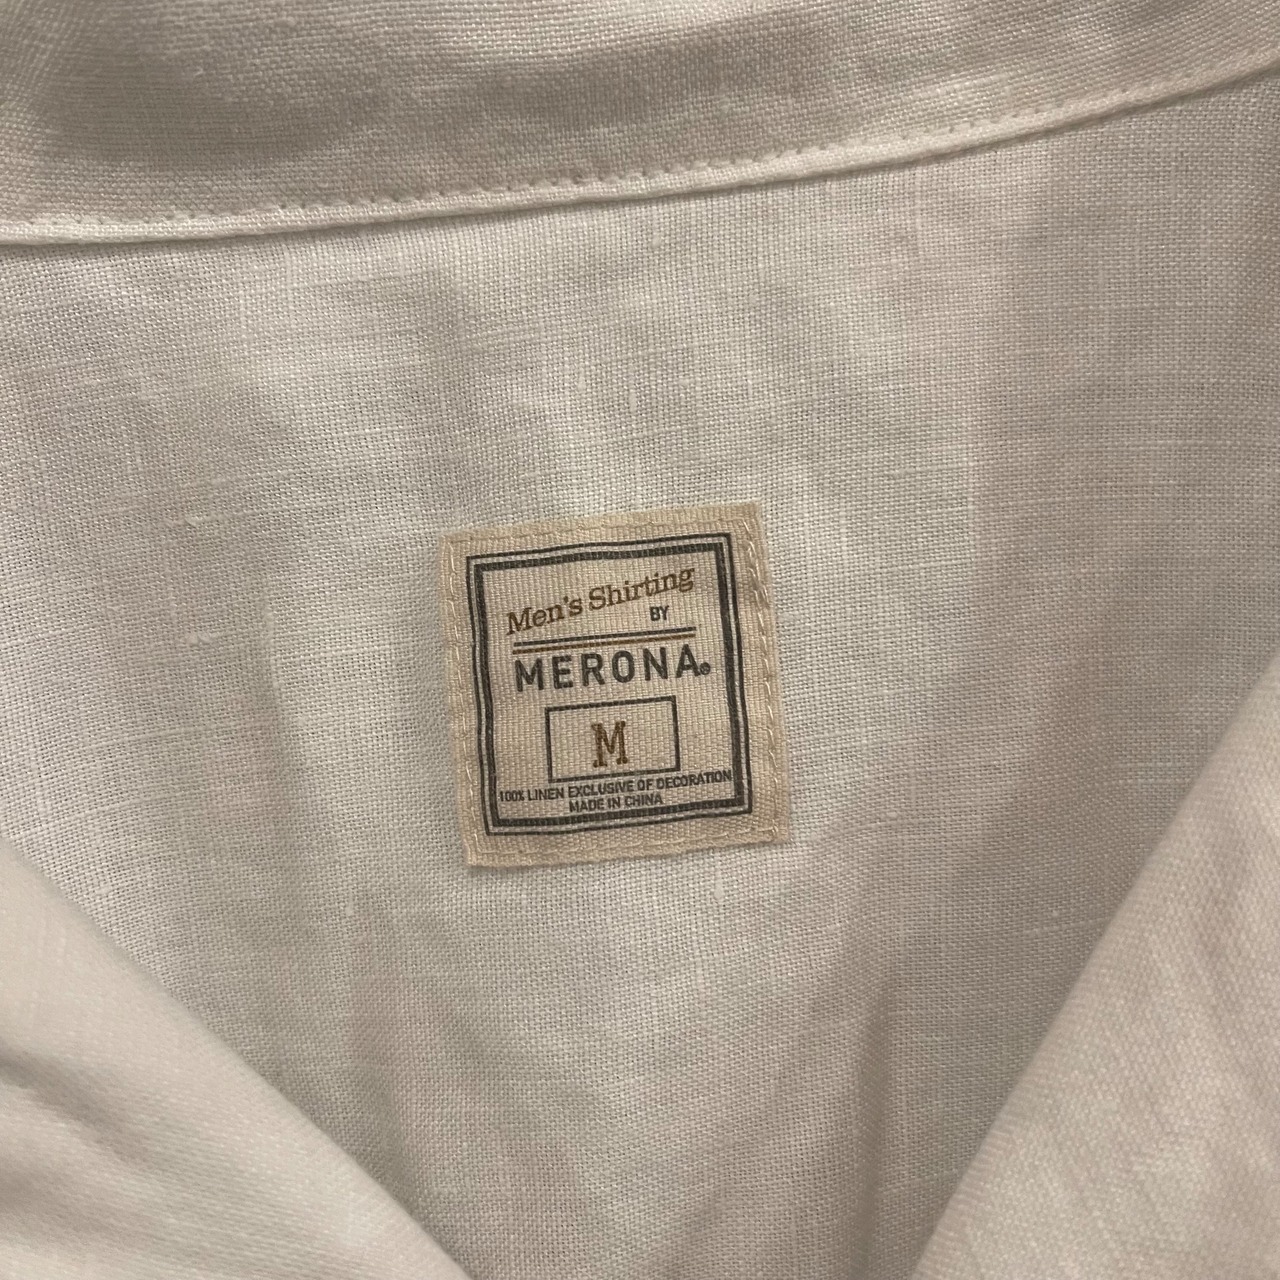 Men's Shirting
BY
MERONA®
M
100% LINEN EXCLUSIVE OF DECORATION
MADE IN CHINA